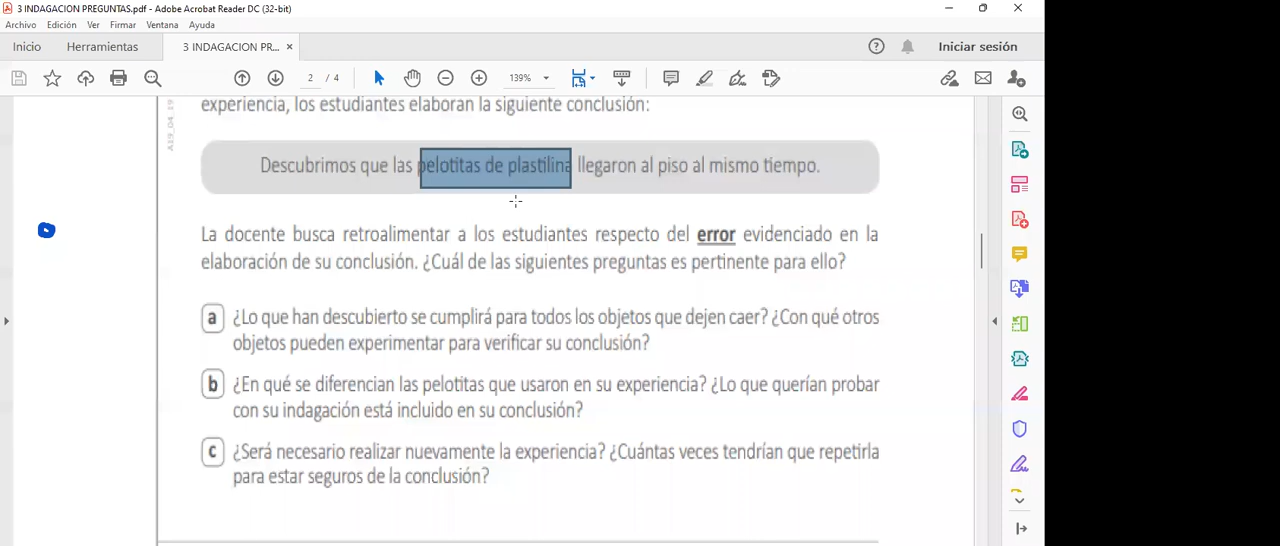 3 INDAGACION PREGUNTAS.pdf - Adobe Acrobat Reader DC (32-bit)
Archivo Edición Ver Firmar Ventana Ayuda
Inicio Herramientas 3 INDAGACION PR... × Iniciar sesión
2 / 4 139%
experiencia, los estudiantes elaboran la siguiente conclusión:
A19_04_19
Descubrimos que las pelotitas de plastilina llegaron al piso al mismo tiempo.
La docente busca retroalimentar a los estudiantes respecto del error evidenciado en la
elaboración de su conclusión. ¿Cuál de las siguientes preguntas es pertinente para ello?
a ¿Lo que han descubierto se cumplirá para todos los objetos que dejen caer? ¿Con qué otros
objetos pueden experimentar para verificar su conclusión?
b ¿En qué se diferencian las pelotitas que usaron en su experiencia? ¿Lo que querían probar
con su indagación está incluido en su conclusión?
c ¿Será necesario realizar nuevamente la experiencia? ¿Cuántas veces tendrían que repetirla
para estar seguros de la conclusión?